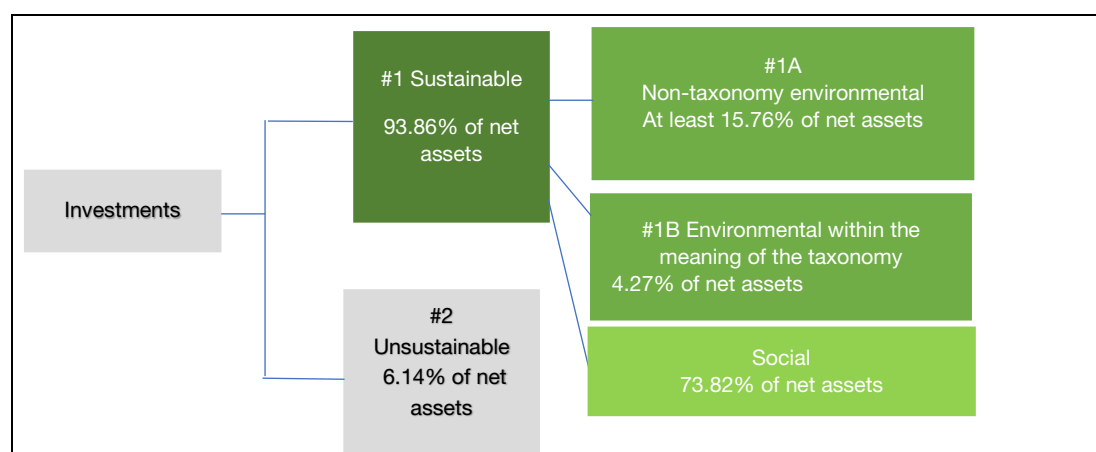 #1 Sustainable
93.86% of net
assets
#1A
Non-taxonomy environmental
At least 15.76% of net assets
Investments
#1B Environmental within the
meaning of the taxonomy
4.27% of net assets
#2
Unsustainable
6.14% of net
assets
Social
73.82% of net assets